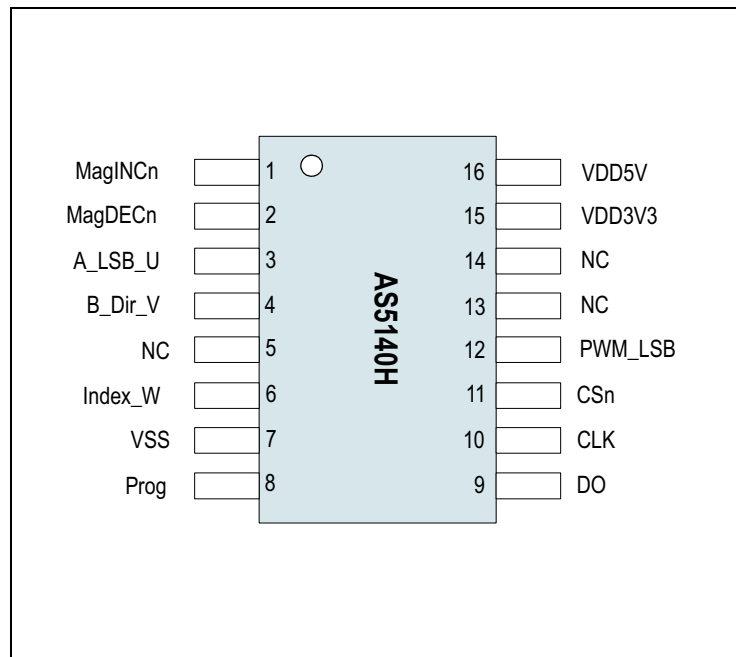 MagINCn 1 16 VDD5V
MagDECn 2 15 VDD3V3
A_LSB_U 3 14 NC
B_Dir_V 4 13 NC
NC 5 12 PWM_LSB
Index_W 6 11 CSn
VSS 7 10 CLK
Prog 8 9 DO
AS5140H